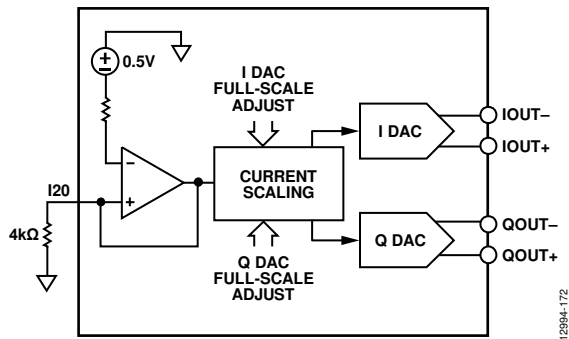 0.5V
I DAC
FULL-SCALE
ADJUST
I DAC
IOUT–
IOUT+
–
+
I20
4kΩ
CURRENT
SCALING
Q DAC
QOUT–
QOUT+
Q DAC
FULL-SCALE
ADJUST
12994-172